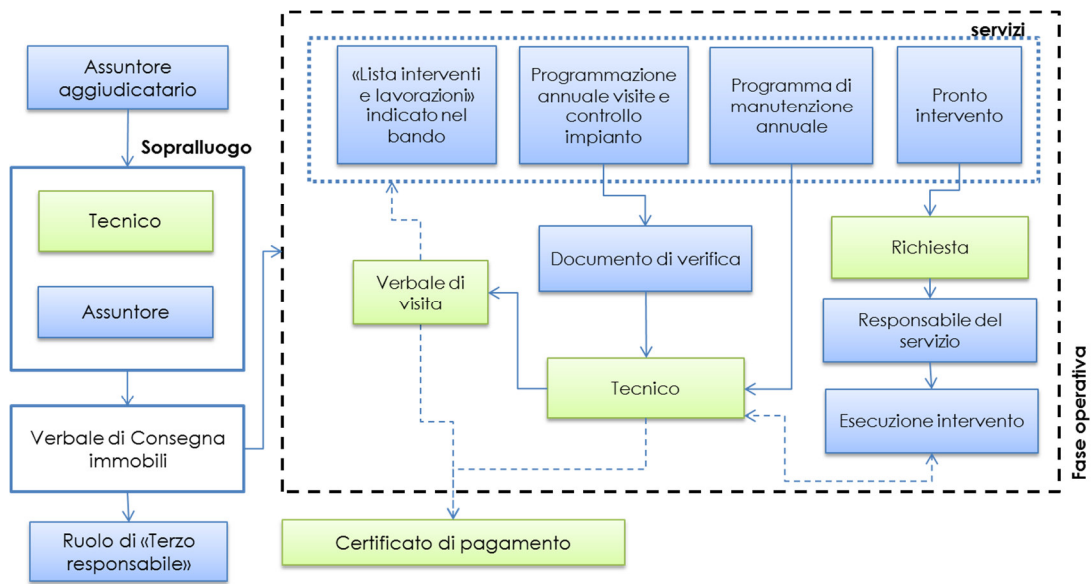 Assuntore
aggiudicatario
Sopralluogo
Tecnico
Assuntore
Verbale di Consegna
immobili
Ruolo di «Terzo
responsabile»
servizi
«Lista interventi
e lavorazioni»
indicato nel
bando
Programmazione
annuale visite e
controllo
impianto
Programma di
manutenzione
annuale
Pronto
intervento
Documento di verifica
Verbale di
visita
Tecnico
Richiesta
Responsabile del
servizio
Esecuzione intervento
Fase operativa
Certificato di pagamento